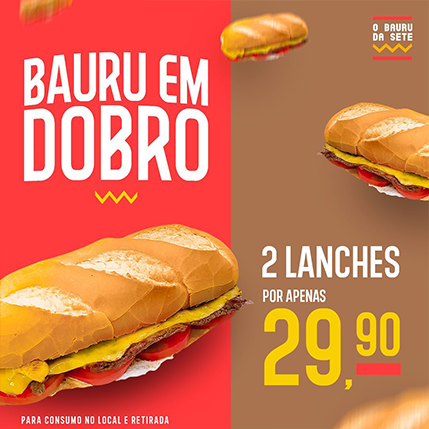 O BAURU
DA SETE
BAURU EM
DOBRO
2 LANCHES
POR APENAS
29,90
PARA CONSUMO NO LOCAL E RETIRADA